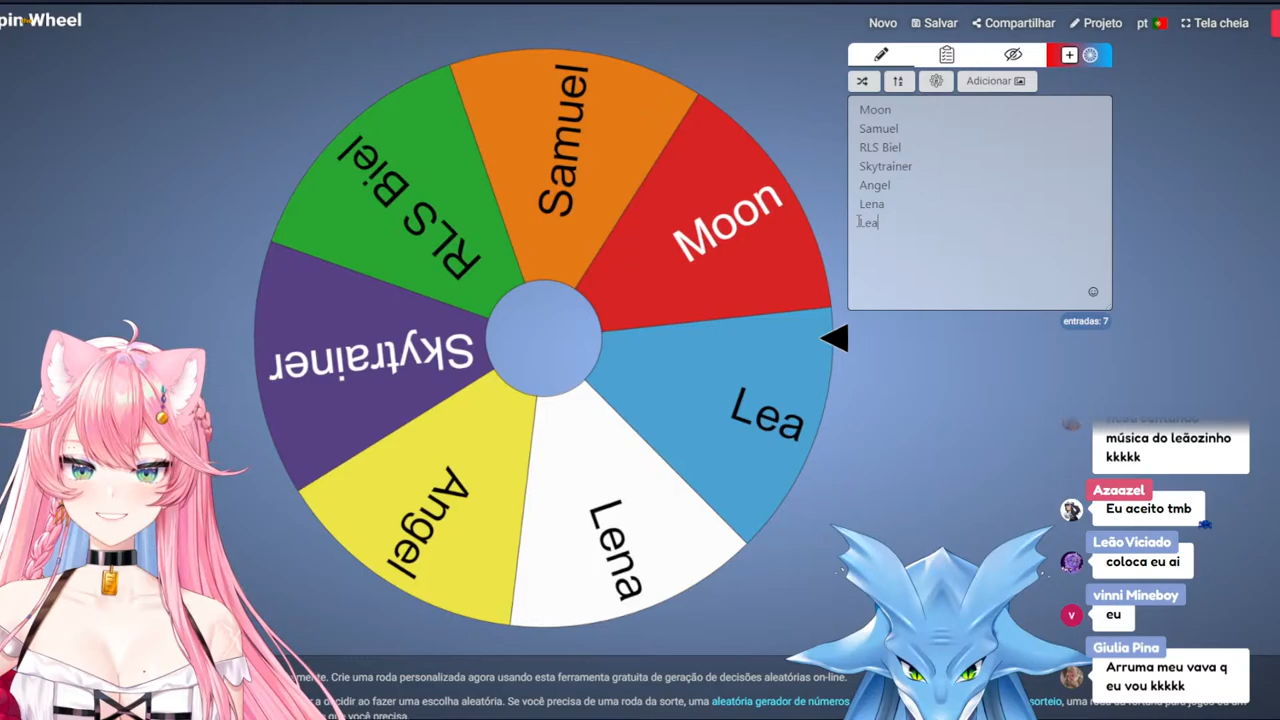 pin Wheel
Novo Salvar Compartilhar Projeto pt Tela cheia
Adicionar
Moon
Samuel
RLS Biel
Skytrainer
Angel
Lena
Lea
entradas: 7
Samuel
Moon
Lea
Lena
Angel
Skytrainer
RLS Biel
música do leãozinho
kkkkk
Azaazel
Eu aceito tmb
Leão Viciado
coloca eu ai
vinni Mineboy
V
eu
Giulia Pina
Arruma meu vava q
eu vou kkkkk
mente. Crie uma roda personalizada agora usando esta ferramenta gratuita de geração de decisões aleatórias on-line.
a decidir ao fazer uma escolha aleatória. Se você precisa de uma roda da sorte, uma aleatória gerador de números sorteio, uma
que você precisa.